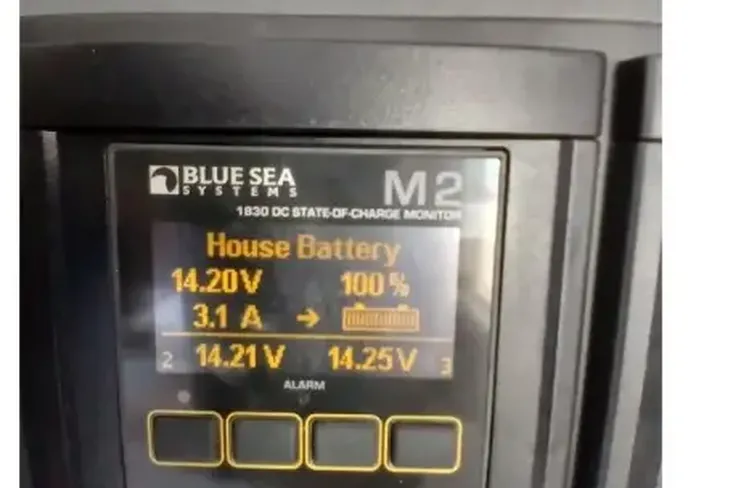 BLUE SEA
SYSTEMS
M2
1830 DC STATE-OF-CHARGE MONITOR
House Battery
14.20V 100%
3.1 A →
2 14.21V 14.25V 3
ALARM